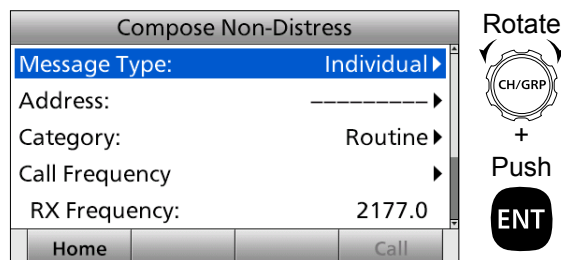 Compose Non-Distress
Message Type: Individual
Address: –––––––––
Category: Routine
Call Frequency
RX Frequency: 2177.0
Home Call
Rotate
CH/GRP
+
Push
ENT